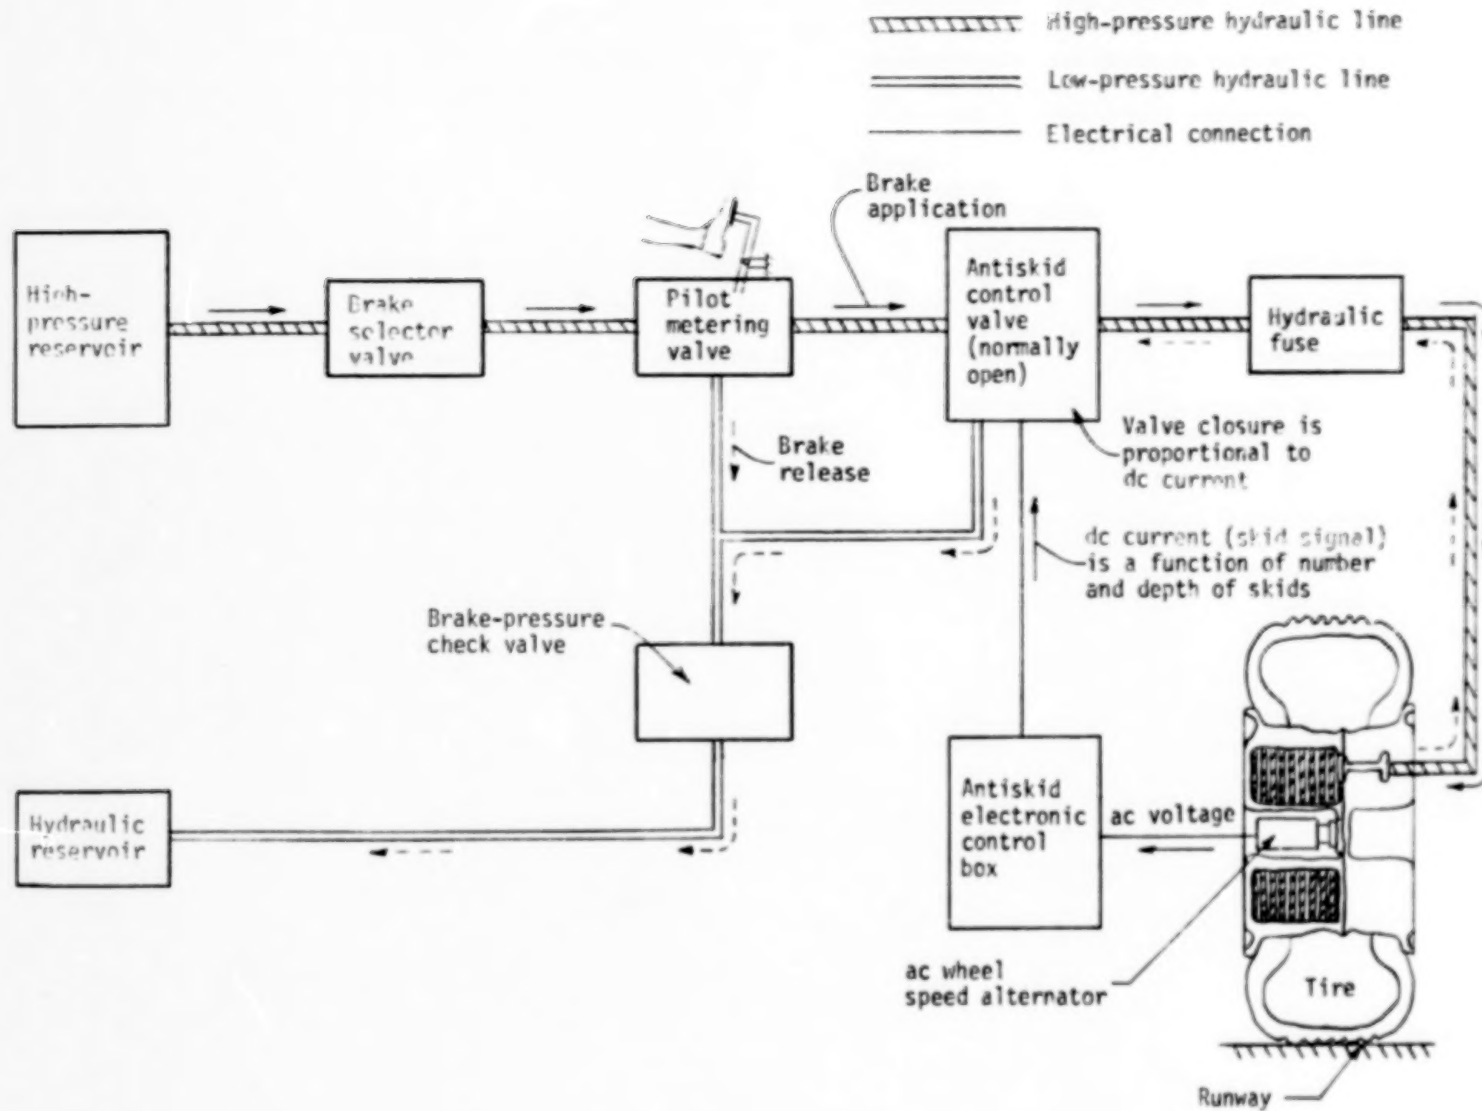 High-pressure hydraulic line
Low-pressure hydraulic line
Electrical connection
Brake
application
High-
pressure
reservoir
Brake
selector
valve
Pilot
metering
valve
Antiskid
control
valve
(normally
open)
Hydraulic
fuse
Brake
release
Valve closure is
proportional to
dc current
dc current (skid signal)
is a function of number
and depth of skids
Brake-pressure
check valve
Hydraulic
reservoir
Antiskid
electronic
control
box
ac voltage
ac wheel
speed alternator
Tire
Runway